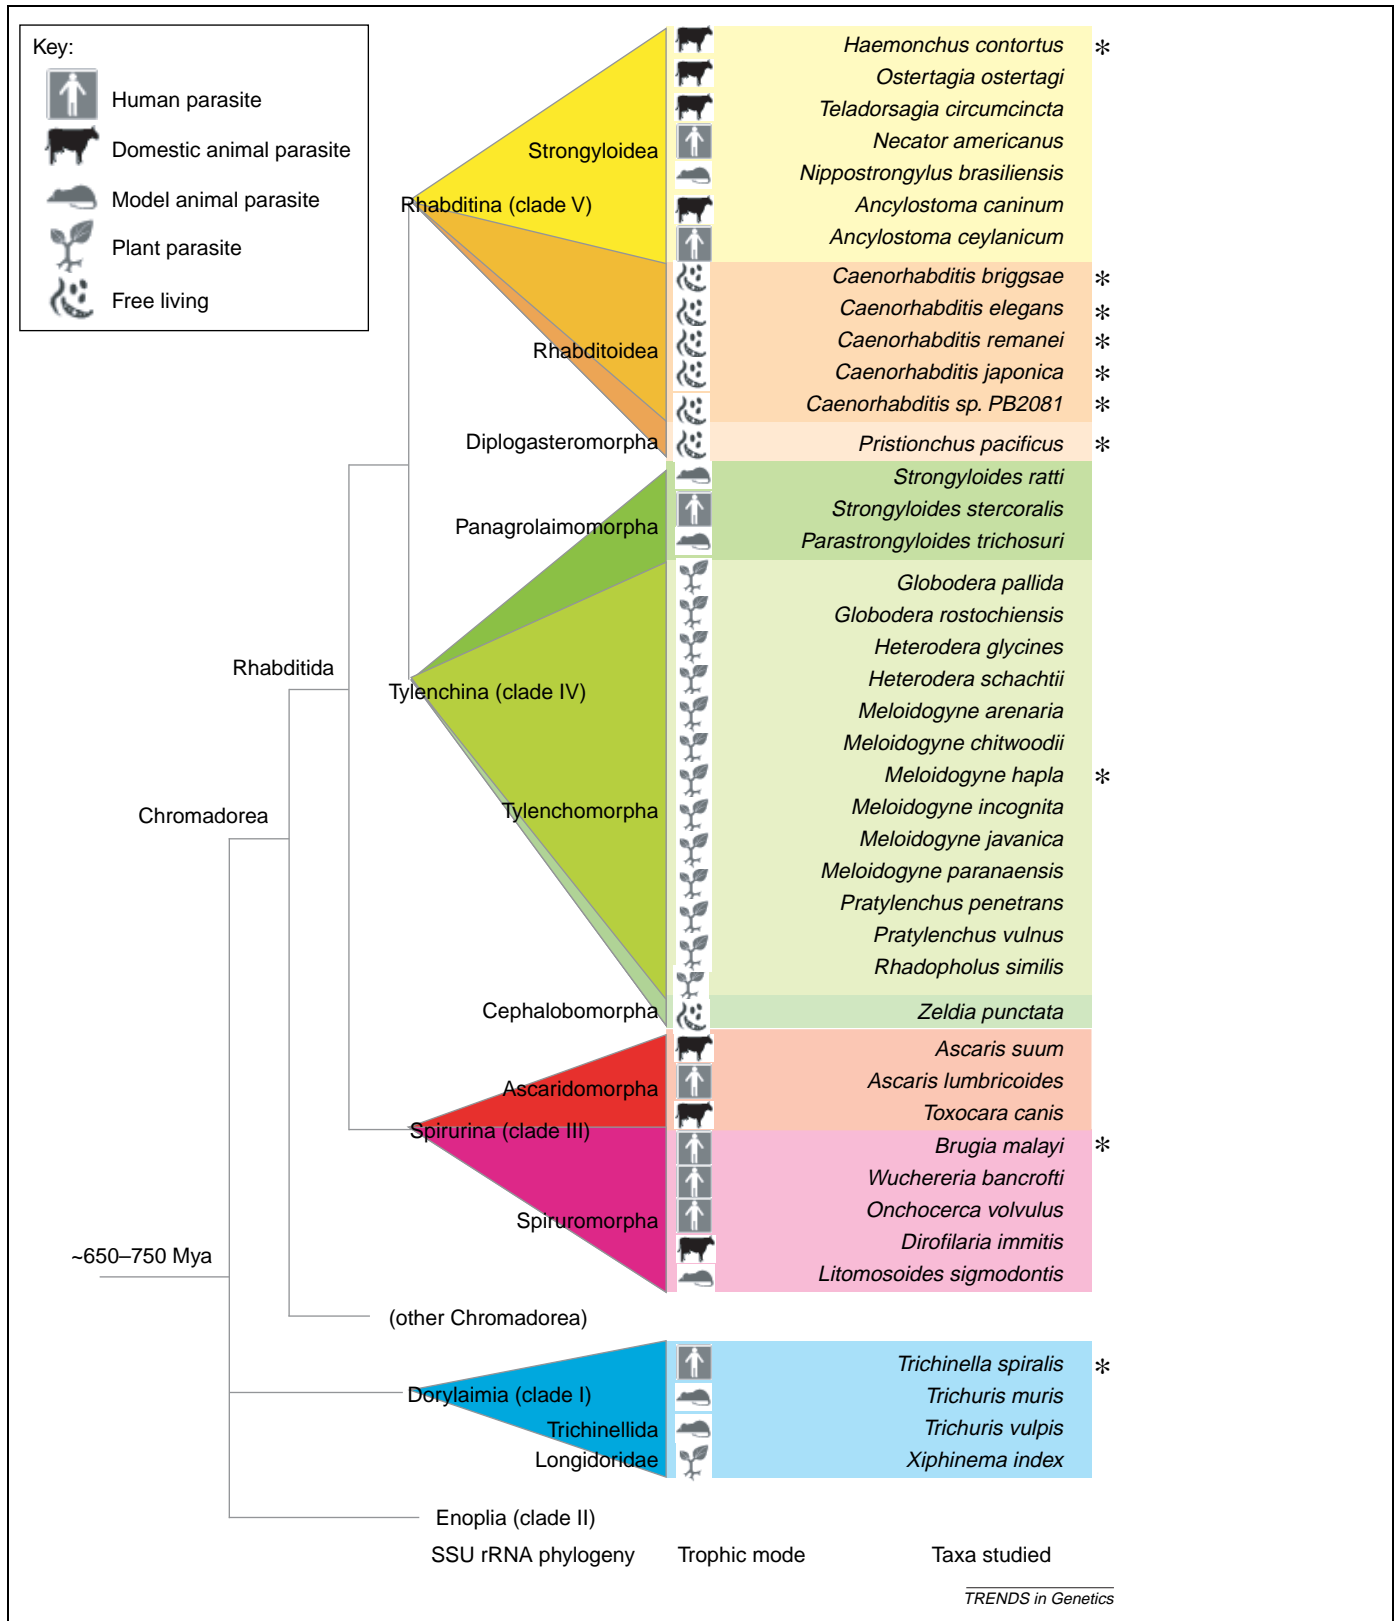 Key:
Human parasite
Domestic animal parasite
Model animal parasite
Plant parasite
Free living
Strongyloidea
Rhabditina (clade V)
Rhabditoidea
Diplogasteromorpha
Panagrolaimomorpha
Rhabditida
Tylenchina (clade IV)
Chromadorea
Tylenchomorpha
Cephalobomorpha
Ascaridomorpha
Spirurina (clade III)
Spiruromorpha
~650–750 Mya
(other Chromadorea)
Dorylaimia (clade I)
Trichinellida
Longidoridae
Enoplia (clade II)
Haemonchus contortus *
Ostertagia ostertagi
Teladorsagia circumcincta
Necator americanus
Nippostrongylus brasiliensis
Ancylostoma caninum
Ancylostoma ceylanicum
Caenorhabditis briggsae *
Caenorhabditis elegans *
Caenorhabditis remanei *
Caenorhabditis japonica *
Caenorhabditis sp. PB2081 *
Pristionchus pacificus *
Strongyloides ratti
Strongyloides stercoralis
Parastrongyloides trichosuri
Globodera pallida
Globodera rostochiensis
Heterodera glycines
Heterodera schachtii
Meloidogyne arenaria
Meloidogyne chitwoodii
Meloidogyne hapla *
Meloidogyne incognita
Meloidogyne javanica
Meloidogyne paranaensis
Pratylenchus penetrans
Pratylenchus vulnus
Rhadopholus similis
Zeldia punctata
Ascaris suum
Ascaris lumbricoides
Toxocara canis
Brugia malayi *
Wuchereria bancrofti
Onchocerca volvulus
Dirofilaria immitis
Litomosoides sigmodontis
Trichinella spiralis *
Trichuris muris
Trichuris vulpis
Xiphinema index
SSU rRNA phylogeny Trophic mode Taxa studied
TRENDS in Genetics